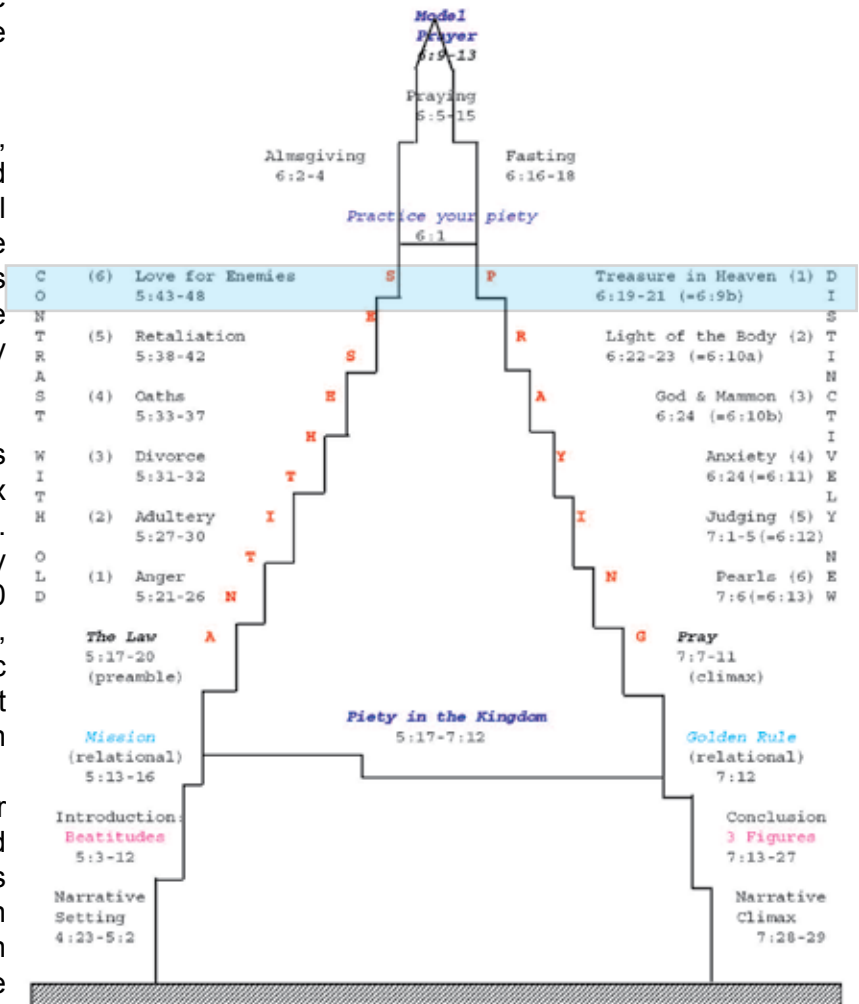 Model
Prayer
6:9-13
Praying
6:5-15
Almsgiving
6:2-4
Fasting
6:16-18
Practice your piety
6:1
CONTRAST WITH OLD
(6) Love for Enemies
5:43-48
(5) Retaliation
5:38-42
(4) Oaths
5:33-37
(3) Divorce
5:31-32
(2) Adultery
5:27-30
(1) Anger
5:21-26
ANTITHESES
PRAYING
Treasure in Heaven (1)
6:19-21 (=6:9b)
Light of the Body (2)
6:22-23 (=6:10a)
God & Mammon (3)
6:24 (=6:10b)
Anxiety (4)
6:24(=6:11)
Judging (5)
7:1-5(=6:12)
Pearls (6)
7:6(=6:13)
DISTINCTIVELY NEW
The Law
5:17-20
(preamble)
Pray
7:7-11
(climax)
Piety in the Kingdom
5:17-7:12
Mission
(relational)
5:13-16
Golden Rule
(relational)
7:12
Introduction:
Beatitudes
5:3-12
Conclusion
3 Figures
7:13-27
Narrative
Setting
4:23-5:2
Narrative
Climax
7:28-29